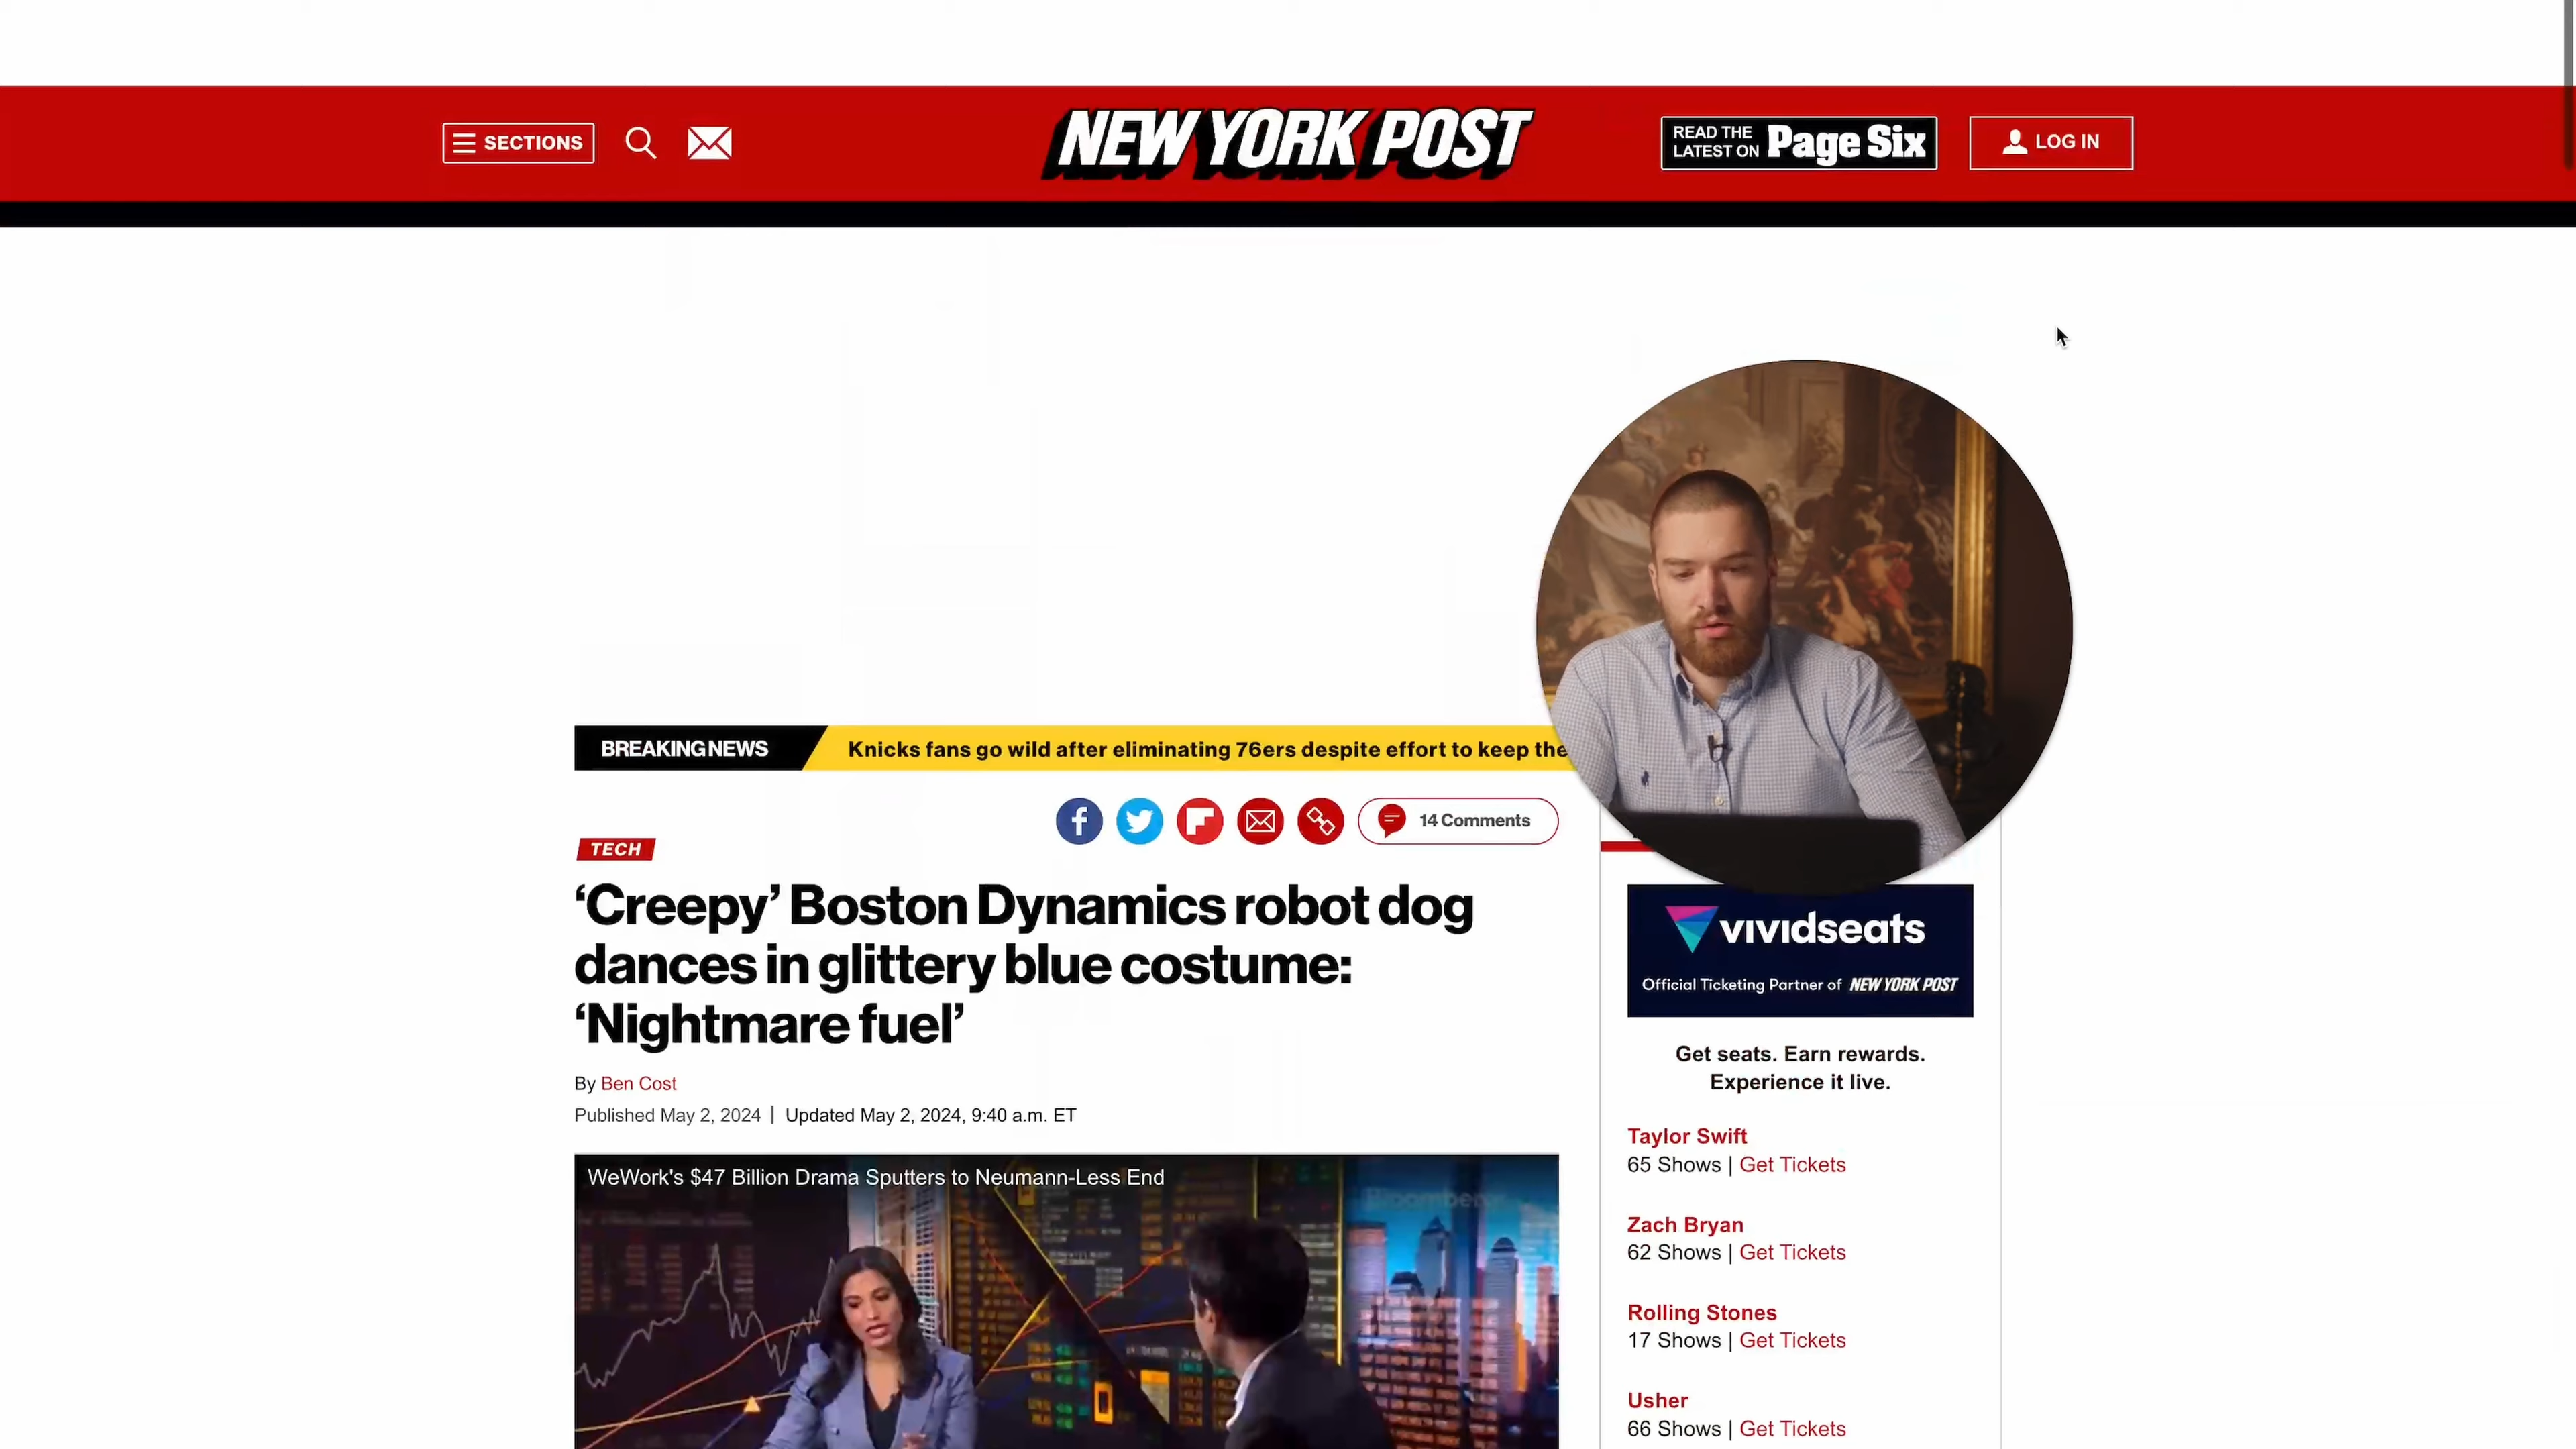 SECTIONS
NEW YORK POST
READ THE
LATEST ON
Page Six
LOG IN
BREAKING NEWS
Knicks fans go wild after eliminating 76ers despite effort to keep the
14 Comments
TECH
‘Creepy’ Boston Dynamics robot dog
dances in glittery blue costume:
‘Nightmare fuel’
By Ben Cost
Published May 2, 2024 | Updated May 2, 2024, 9:40 a.m. ET
WeWork's $47 Billion Drama Sputters to Neumann-Less End
Bloomberg
vividseats
Official Ticketing Partner of NEW YORK POST
Get seats. Earn rewards.
Experience it live.
Taylor Swift
65 Shows | Get Tickets
Zach Bryan
62 Shows | Get Tickets
Rolling Stones
17 Shows | Get Tickets
Usher
66 Shows | Get Tickets